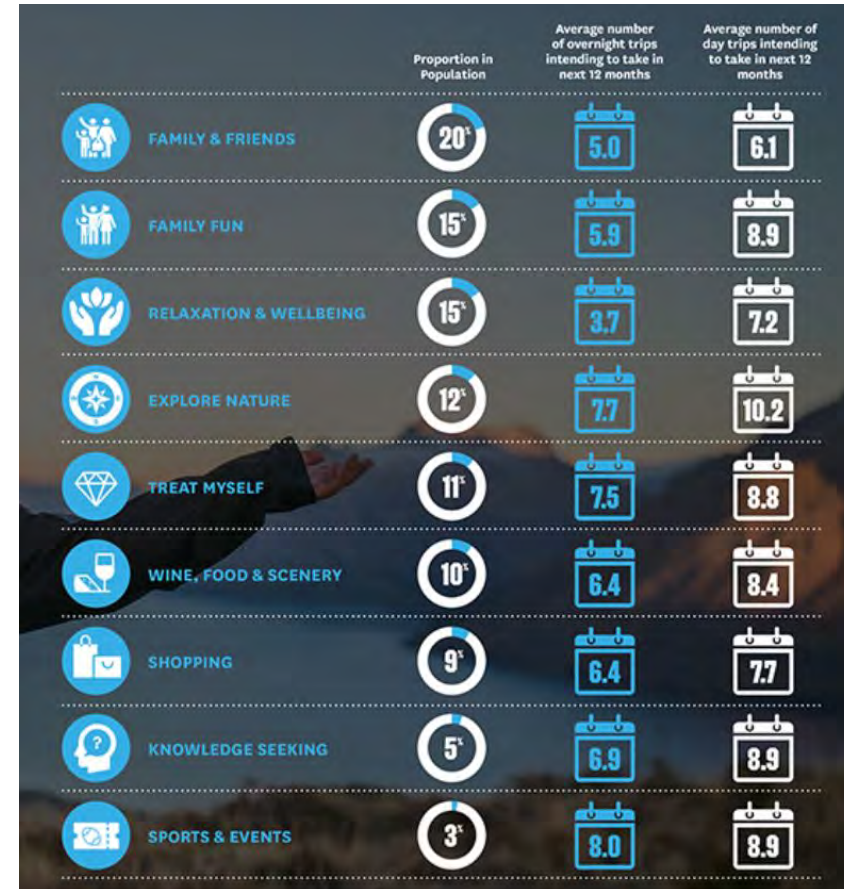 Proportion in
Population
Average number
of overnight trips
intending to take in
next 12 months
Average number of
day trips intending
to take in next 12
months
FAMILY & FRIENDS
20%
5.0
6.1
FAMILY FUN
15%
5.9
8.9
RELAXATION & WELLBEING
15%
3.7
7.2
EXPLORE NATURE
12%
7.7
10.2
TREAT MYSELF
11%
7.5
8.8
WINE, FOOD & SCENERY
10%
6.4
8.4
SHOPPING
9%
6.4
7.7
?
KNOWLEDGE SEEKING
5%
6.9
8.9
SPORTS & EVENTS
3%
8.0
8.9